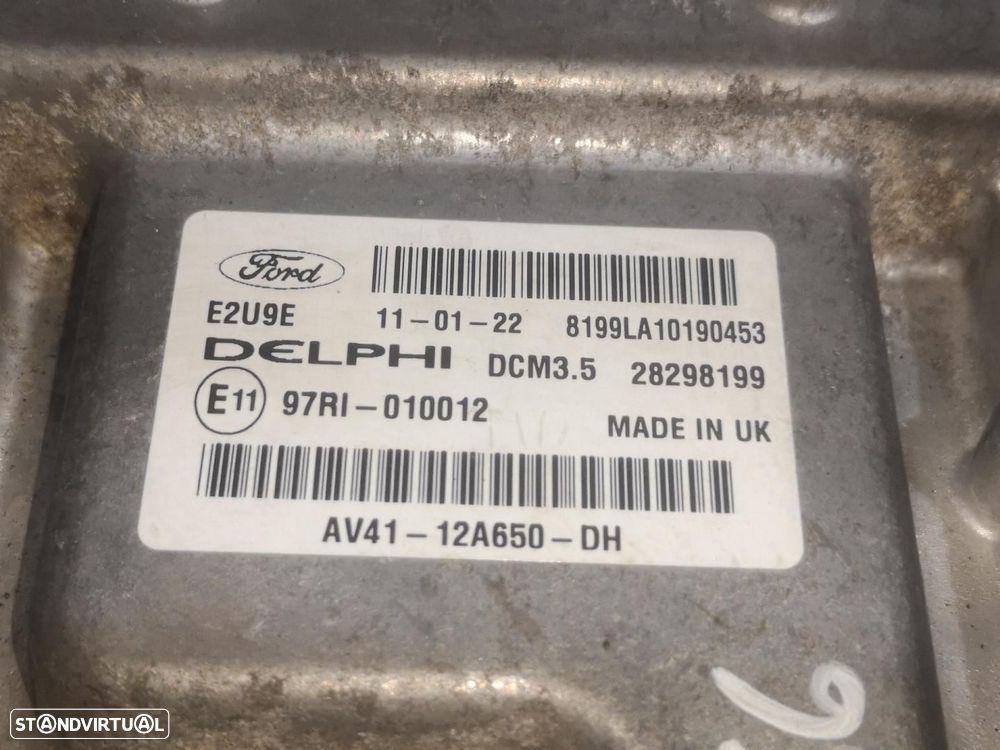 Ford
E2U9E 11-01-22 8199LA10190453
DELPHI DCM3.5 28298199
E11 97RI-010012 MADE IN UK
AV41-12A650-DH
STANDVIRTUAL